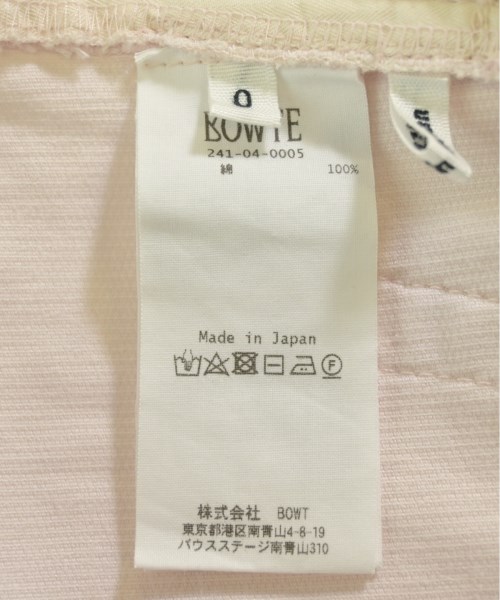 0
BOWTE
241-04-0005
綿 100%
Made in Japan
F
株式会社 BOWT
東京都港区南青山4-8-19
バウスステージ南青山310